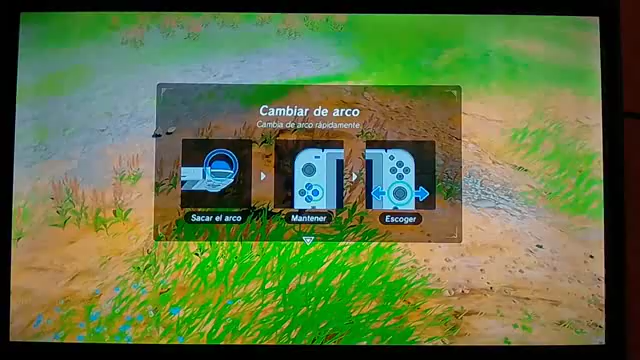 Cambiar de arco
Cambia de arco rápidamente.
Sacar el arco
Mantener
Escoger